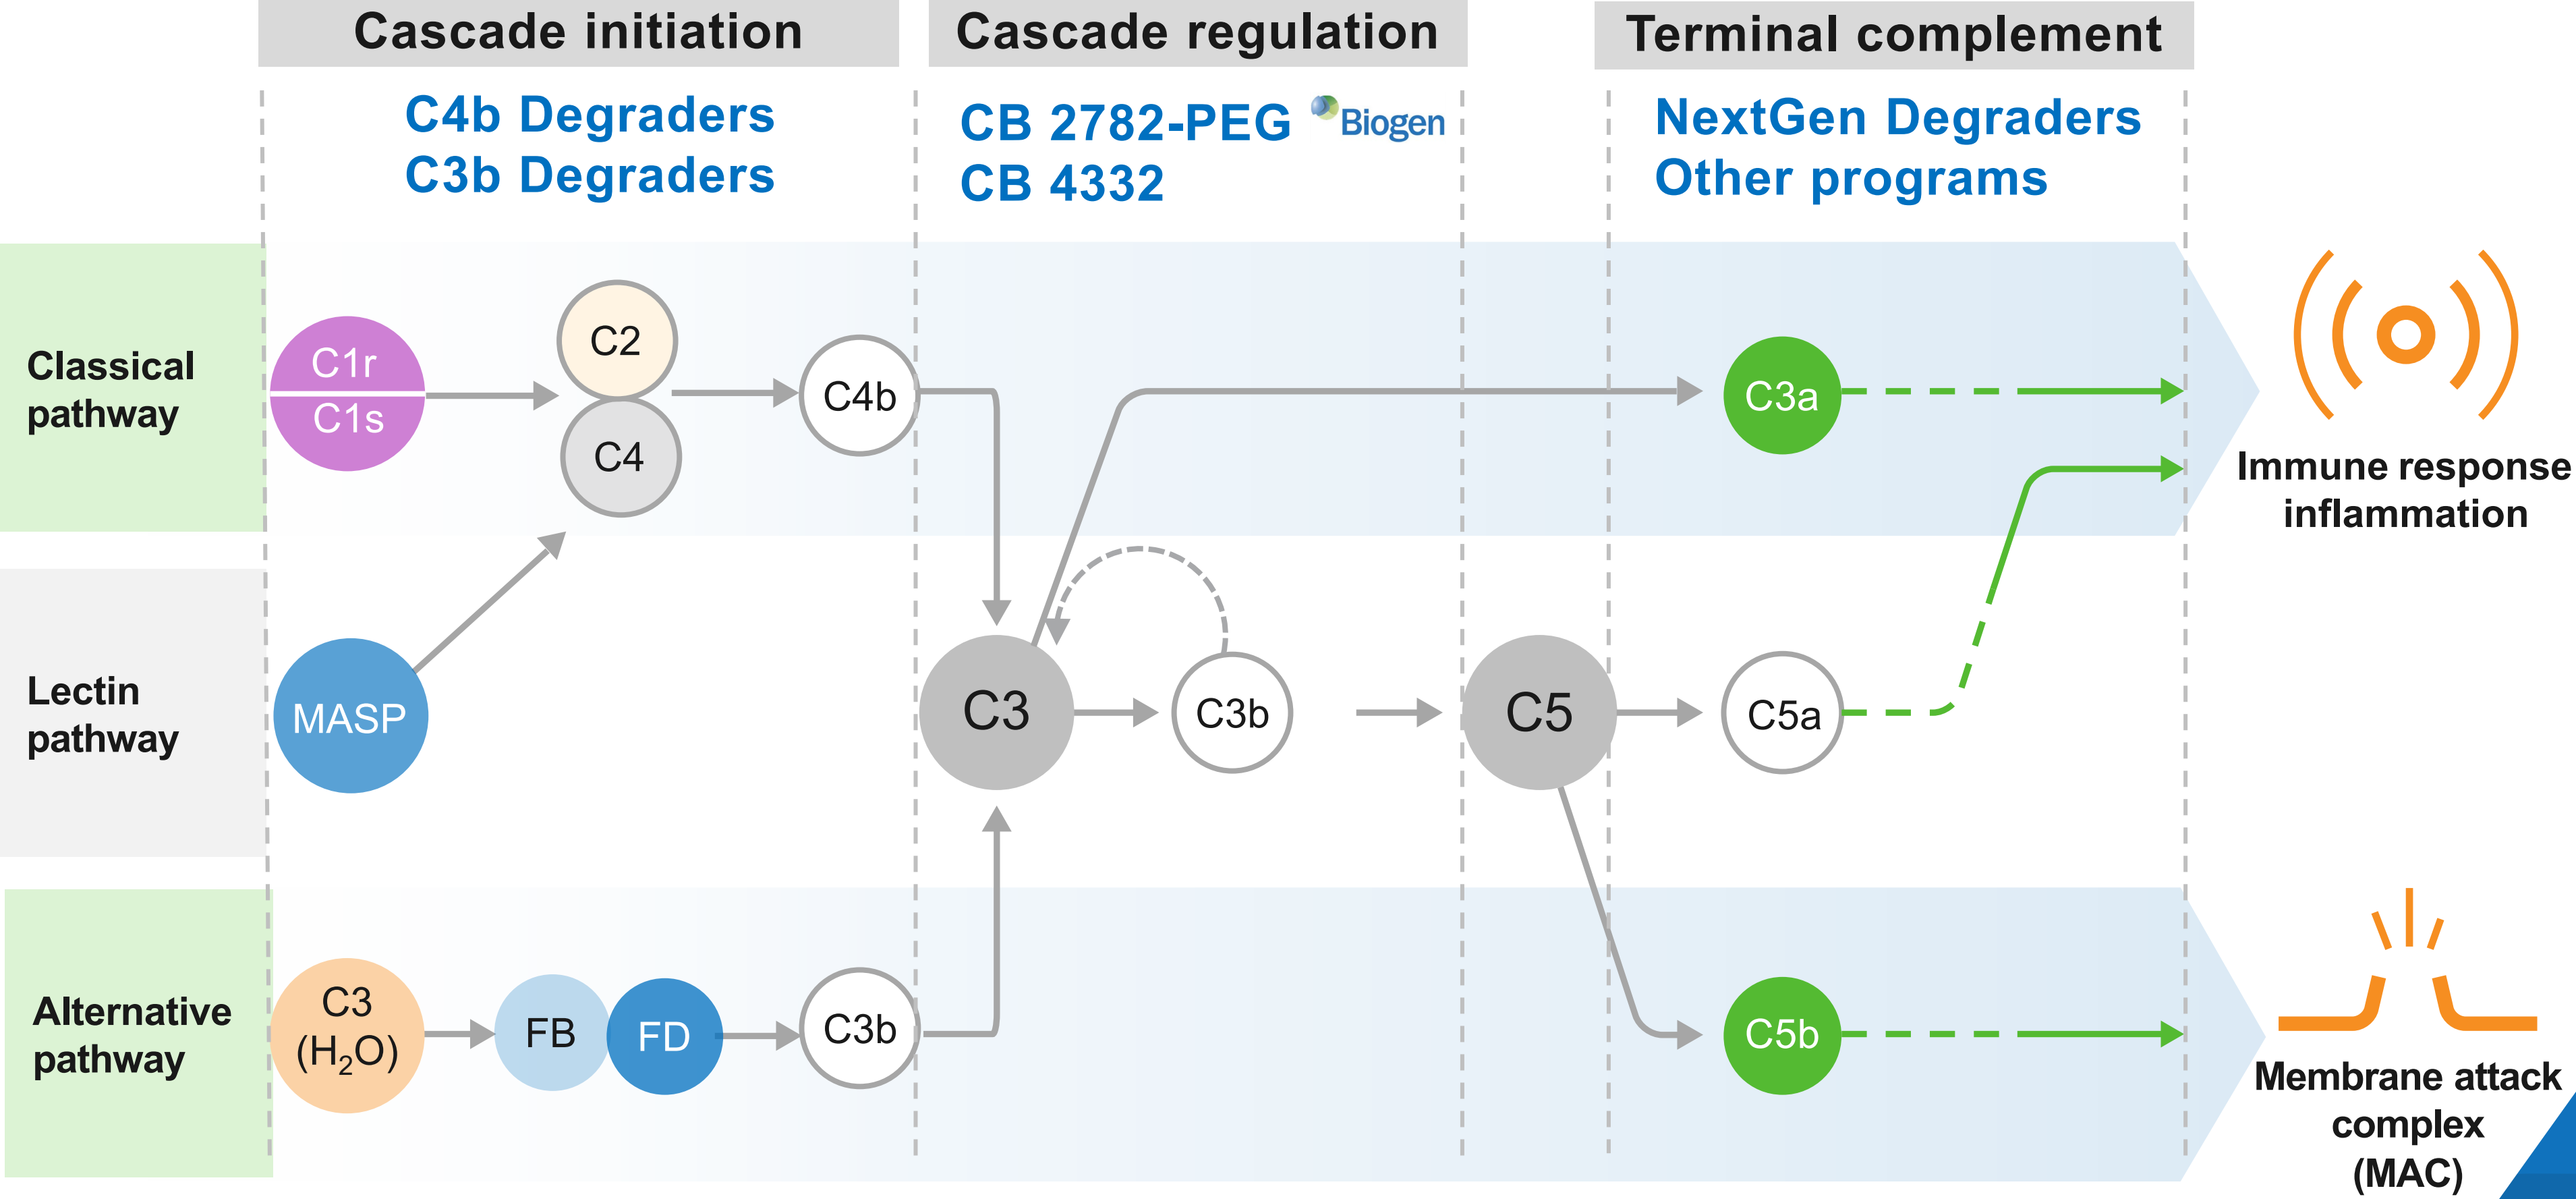 Cascade initiation
Cascade regulation
Terminal complement
C4b Degraders
C3b Degraders
CB 2782-PEG Biogen
CB 4332
NextGen Degraders
Other programs
Classical
pathway
C1r
C1s
C2
C4
C4b
C3a
Immune response
inflammation
Lectin
pathway
MASP
C3
C3b
C5
C5a
Alternative
pathway
C3
(H₂O)
FB
FD
C3b
C5b
Membrane attack
complex
(MAC)